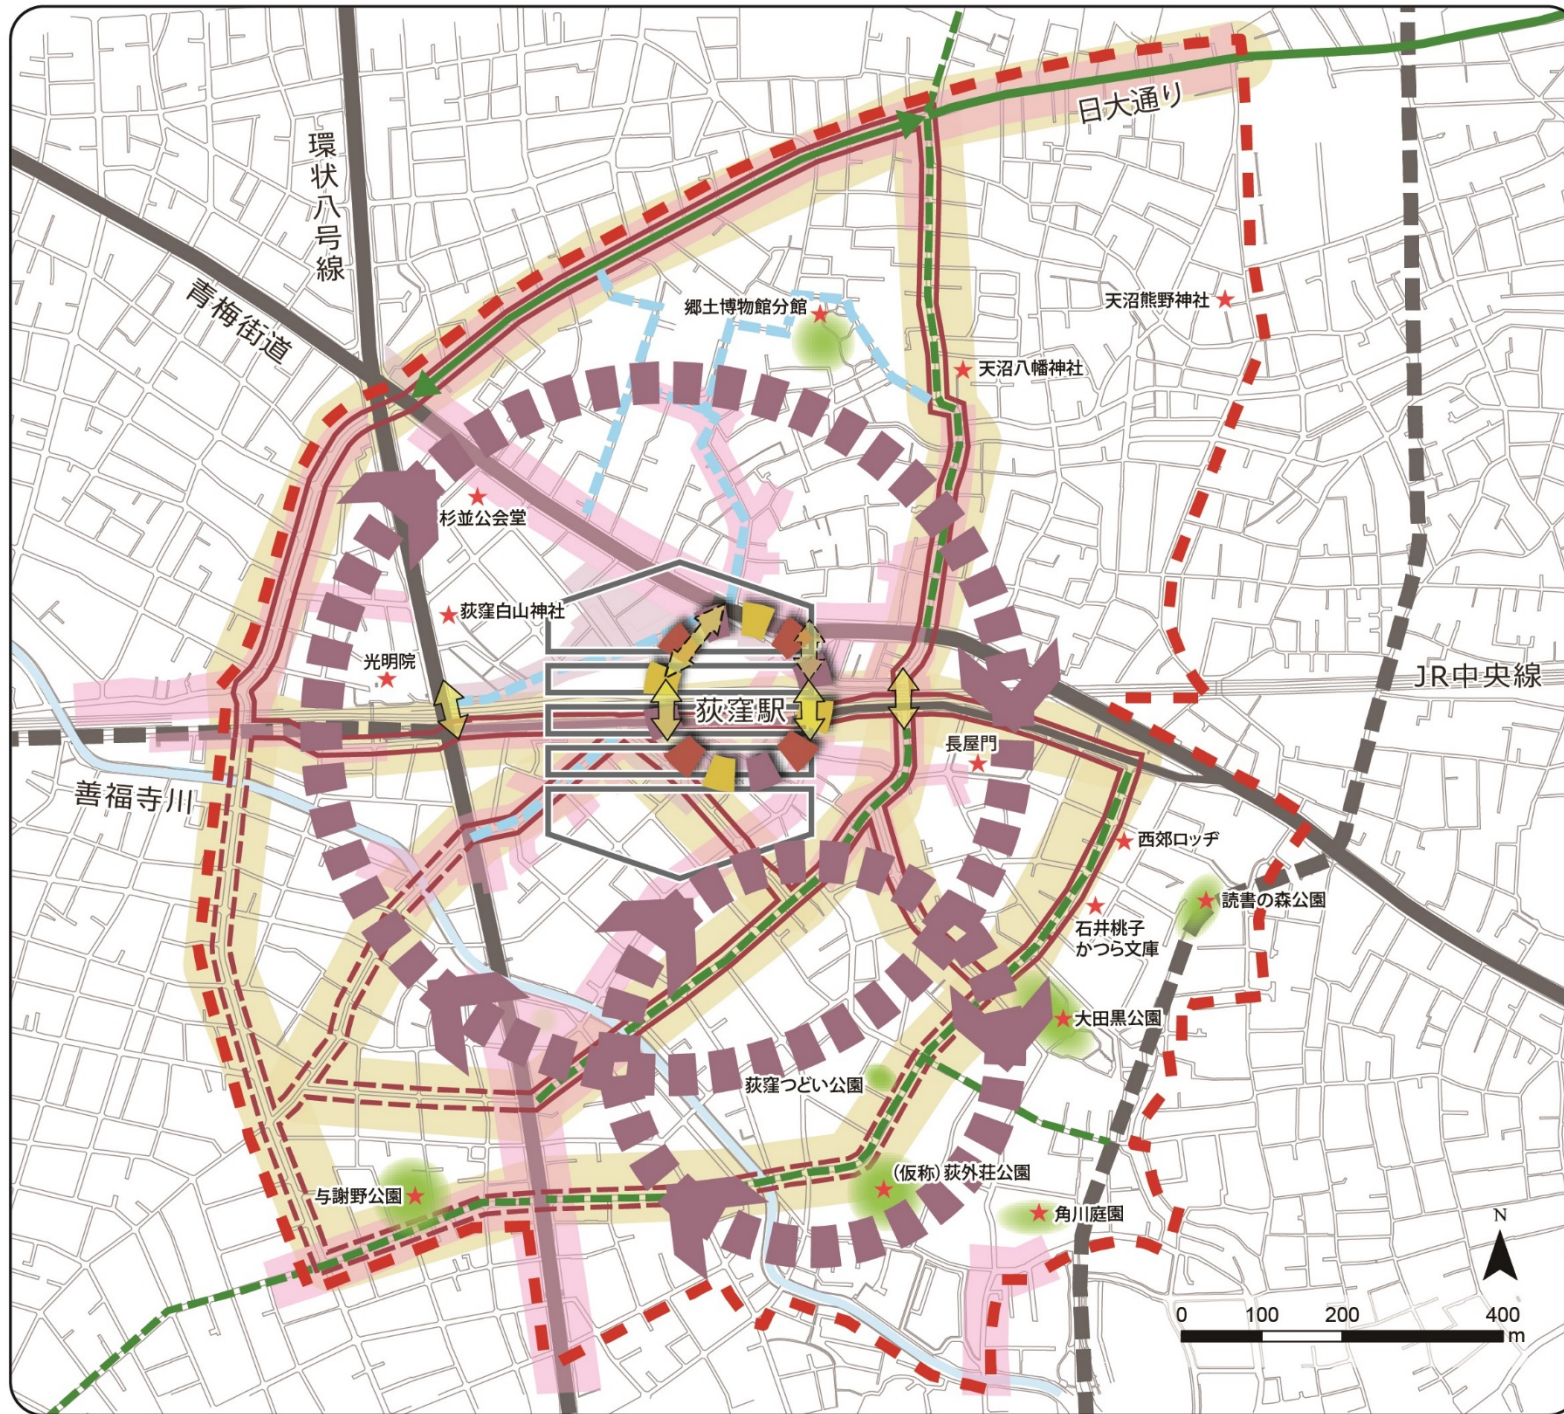 日大通り
環状八号線
青梅街道
郷土博物館分館
天沼熊野神社
天沼八幡神社
杉並公会堂
荻窪白山神社
光明院
JR中央線
荻窪駅
長屋門
善福寺川
西郊ロッヂ
読書の森公園
石井桃子
かつら文庫
大田黒公園
荻窪つどい公園
与謝野公園
(仮称)荻外荘公園
角川庭園
N
0 100 200 400
m